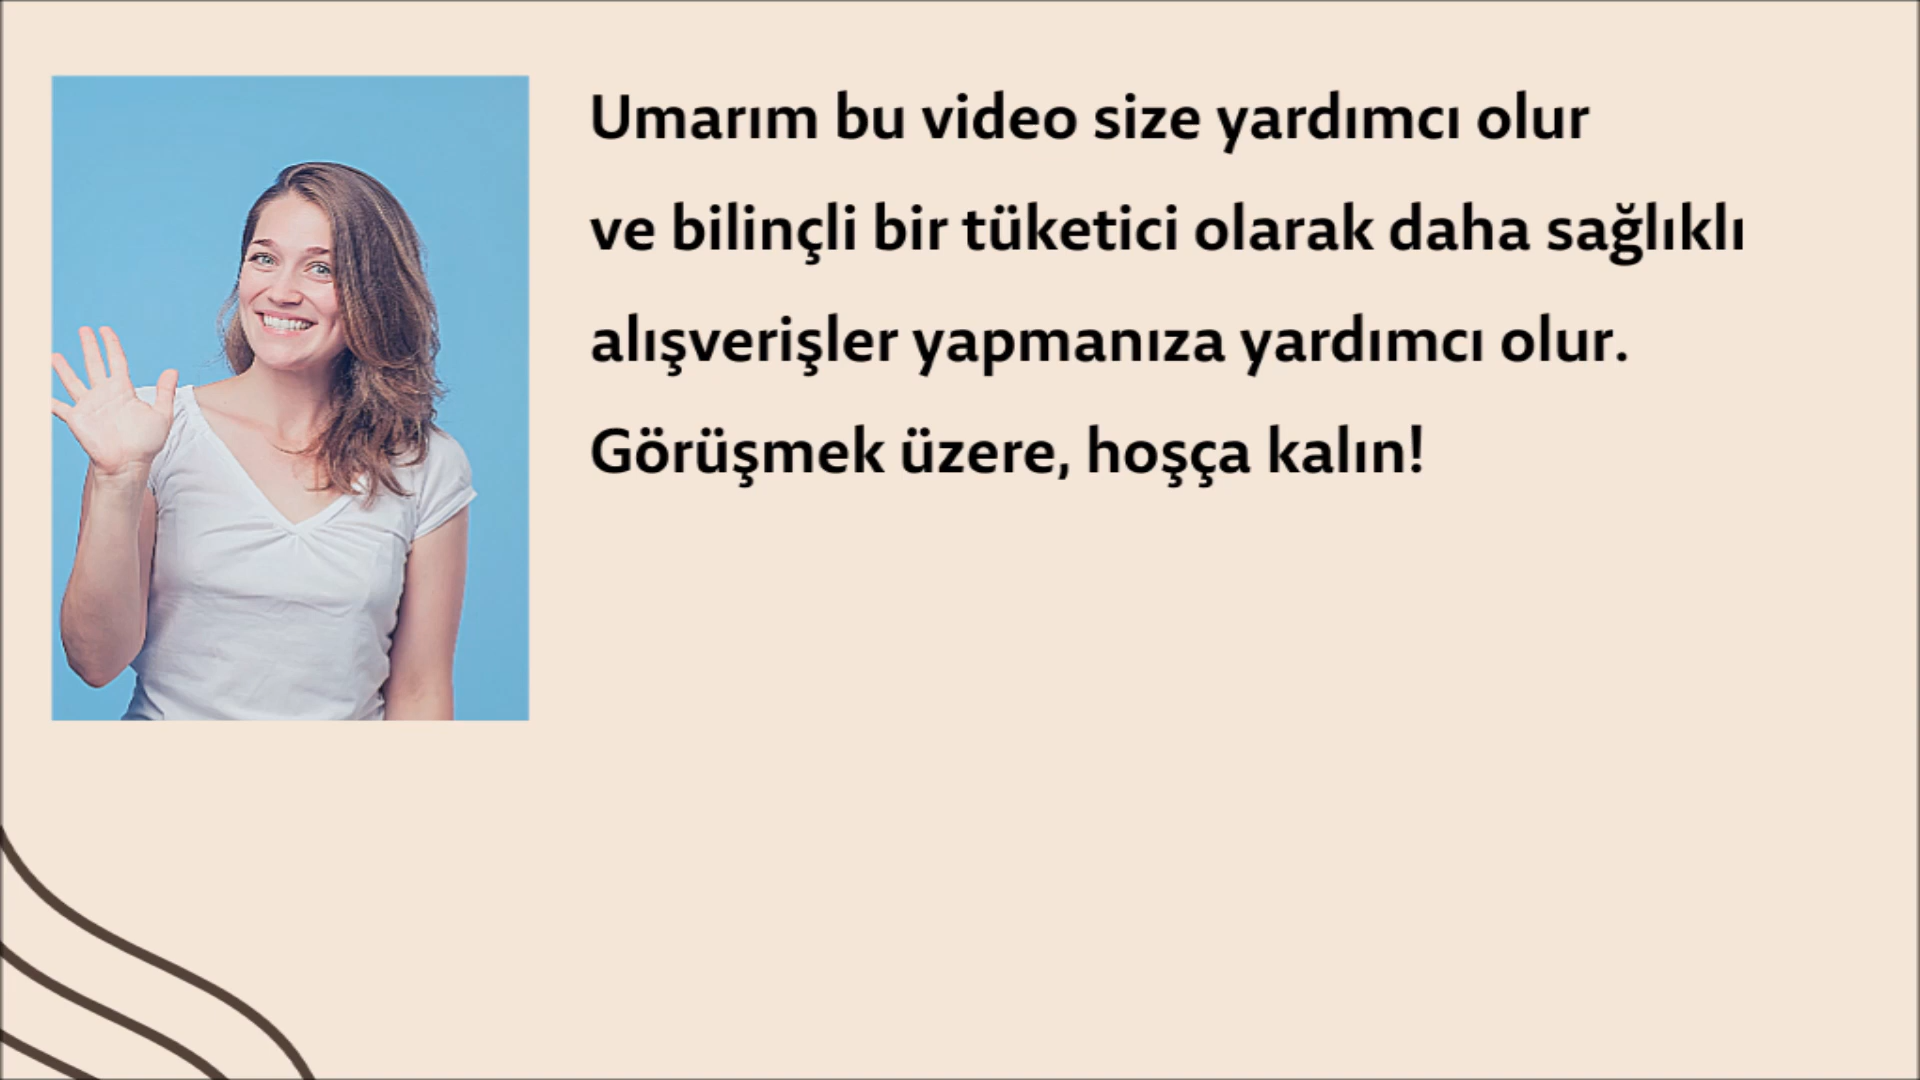 Umarım bu video size yardımcı olur
ve bilinçli bir tüketici olarak daha sağlıklı
alışverişler yapmanıza yardımcı olur.
Görüşmek üzere, hoşça kalın!